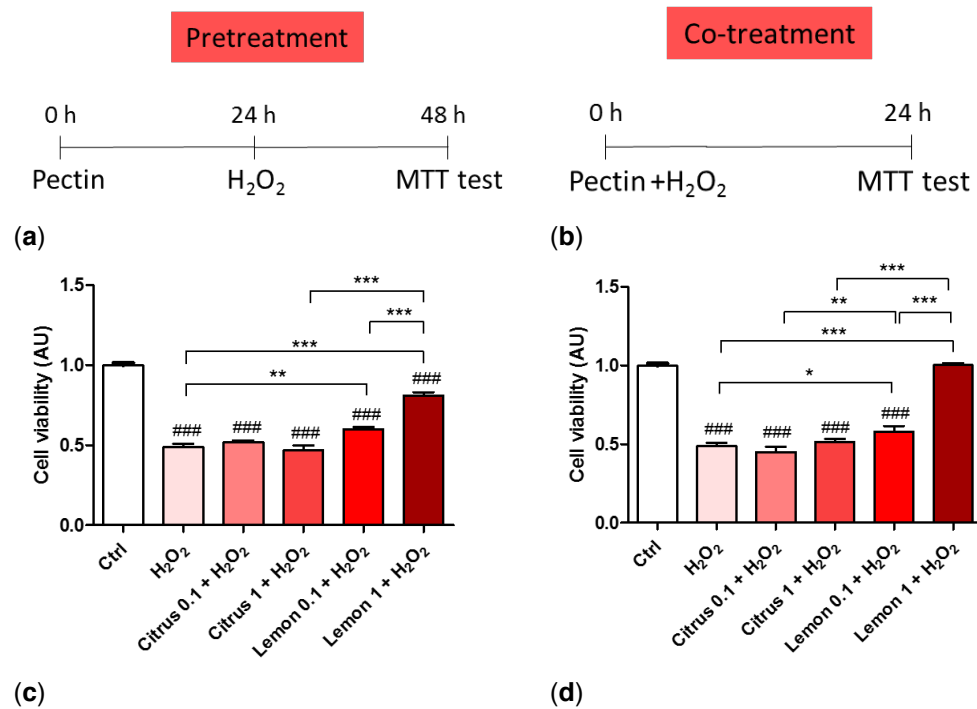 Pretreatment
0 h 24 h 48 h
Pectin H₂O₂ MTT test
(a)
Co-treatment
0 h 24 h
Pectin +H₂O₂ MTT test
(b)
Cell viability (AU)
1.5
1.0
0.5
0.0
***
***
***
**
###
###
###
###
###
Ctrl
H₂O₂
Citrus 0.1 + H₂O₂
Citrus 1 + H₂O₂
Lemon 0.1 + H₂O₂
Lemon 1 + H₂O₂
(c)
Cell viability (AU)
1.5
1.0
0.5
0.0
***
**
***
***
*
###
###
###
###
Ctrl
H₂O₂
Citrus 0.1 + H₂O₂
Citrus 1 + H₂O₂
Lemon 0.1 + H₂O₂
Lemon 1 + H₂O₂
(d)